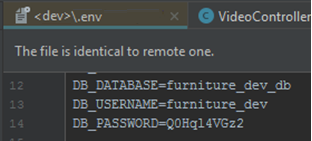 <dev>\.env × C VideoController
The file is identical to remote one.
12 DB_DATABASE=furniture_dev_db
13 DB_USERNAME=furniture_dev
14 DB_PASSWORD=Q0Hql4VGz2